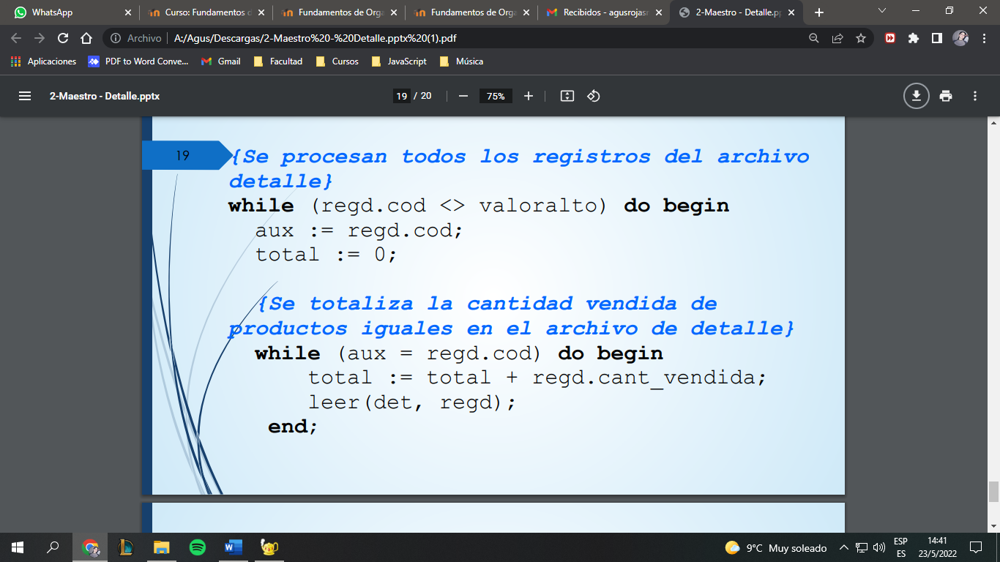 WhatsApp
Curso: Fundamentos d
Fundamentos de Orga
Fundamentos de Orga
Recibidos - agusrojasr
2-Maestro - Detalle.pp
Archivo
A:/Agus/Descargas/2-Maestro%20-%20Detalle.pptx%20(1).pdf
Aplicaciones
PDF to Word Conve...
Gmail
Facultad
Cursos
JavaScript
Música
2-Maestro - Detalle.pptx
19 / 20
75%
19
{Se procesan todos los registros del archivo
detalle}
while (regd.cod <> valoralto) do begin
aux := regd.cod;
total := 0;
{Se totaliza la cantidad vendida de
productos iguales en el archivo de detalle}
while (aux = regd.cod) do begin
total := total + regd.cant_vendida;
leer(det, regd);
end;
9°C Muy soleado
ESP
ES
14:41
23/5/2022